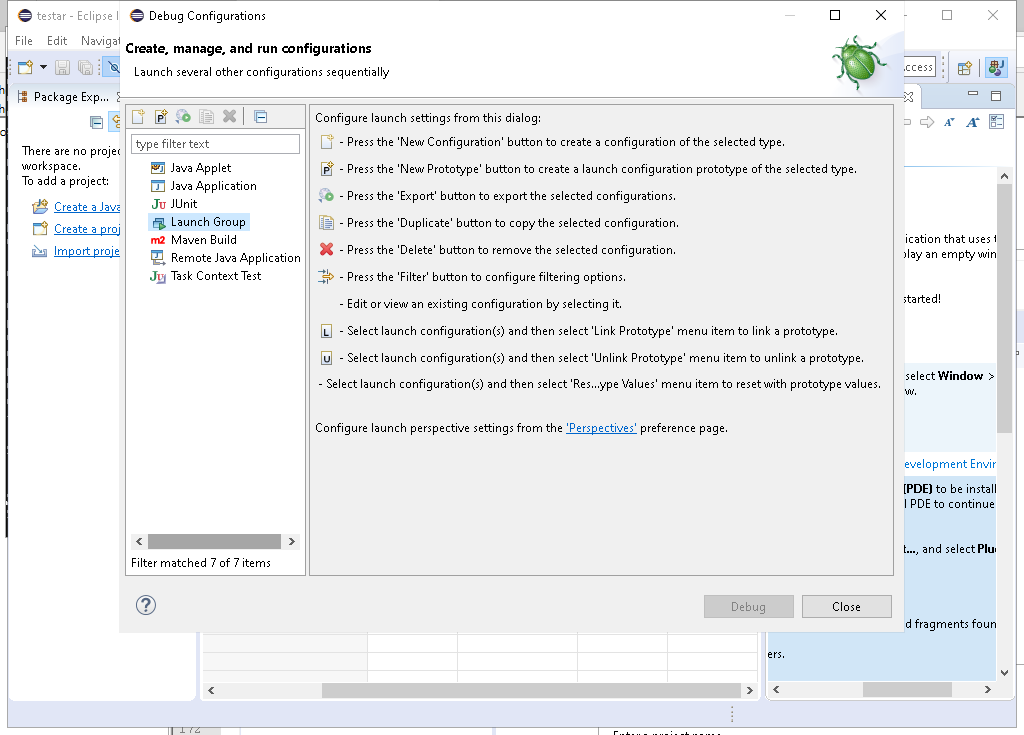 testar - Eclipse I
Debug Configurations
File Edit Navigat
Create, manage, and run configurations
Launch several other configurations sequentially
ccess
Package Exp...
There are no projec
workspace.
To add a project:
Create a Java
Create a proj
Import proje
type filter text
Java Applet
Java Application
JUnit
Launch Group
Maven Build
Remote Java Application
Task Context Test
Filter matched 7 of 7 items
Configure launch settings from this dialog:
- Press the 'New Configuration' button to create a configuration of the selected type.
- Press the 'New Prototype' button to create a launch configuration prototype of the selected type.
- Press the 'Export' button to export the selected configurations.
- Press the 'Duplicate' button to copy the selected configuration.
- Press the 'Delete' button to remove the selected configuration.
- Press the 'Filter' button to configure filtering options.
- Edit or view an existing configuration by selecting it.
L - Select launch configuration(s) and then select 'Link Prototype' menu item to link a prototype.
U - Select launch configuration(s) and then select 'Unlink Prototype' menu item to unlink a prototype.
- Select launch configuration(s) and then select 'Res...ype Values' menu item to reset with prototype values.
Configure launch perspective settings from the 'Perspectives' preference page.
Debug
Close
ication that uses t
play an empty win
started!
select Window >
w.
evelopment Envir
(PDE) to be install
l PDE to continue
t..., and select Plu
d fragments foun
ers.
172